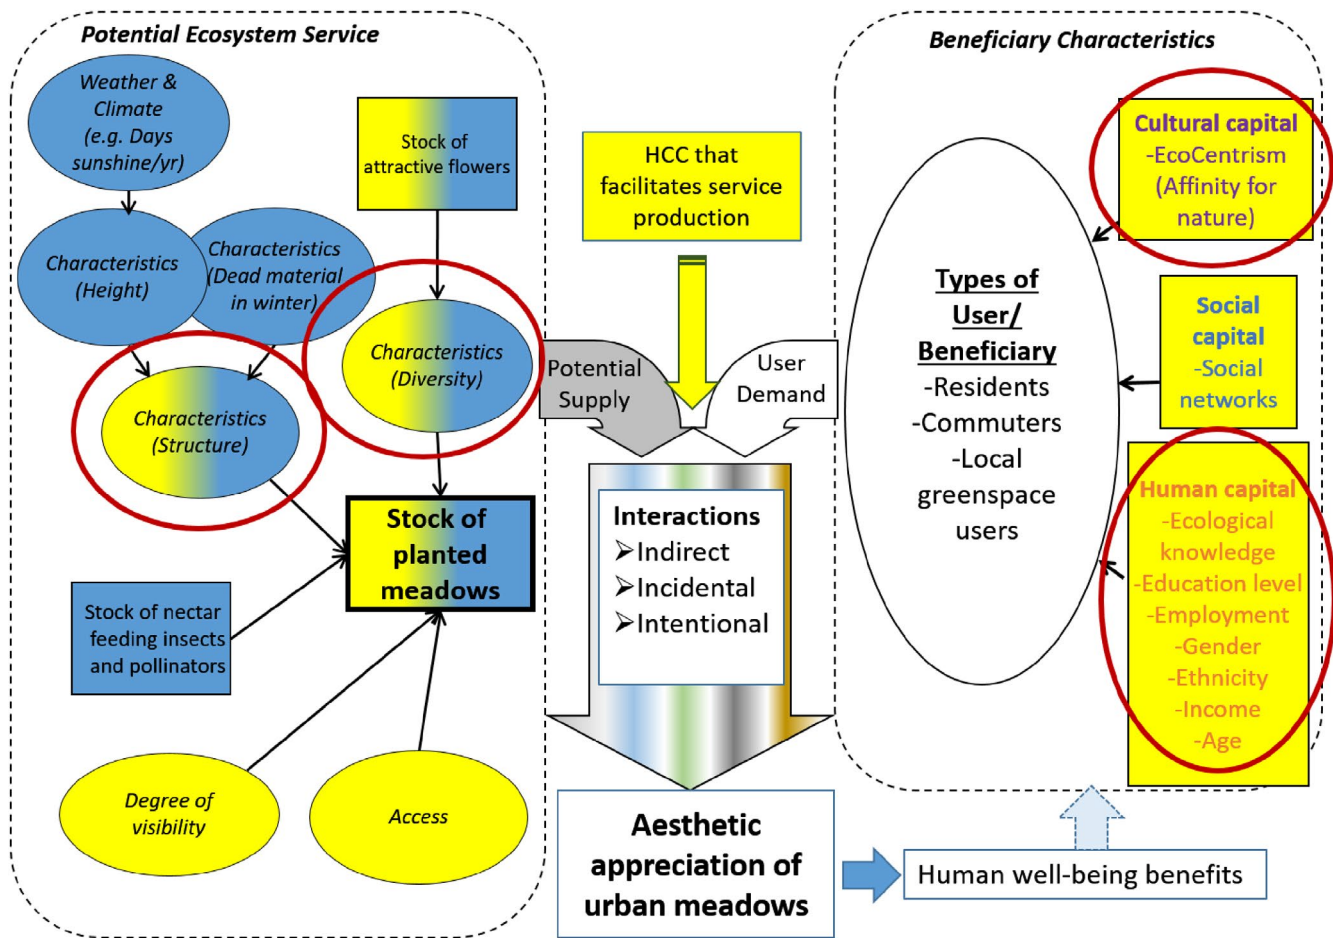 Potential Ecosystem Service
Weather &
Climate
(e.g. Days
sunshine/yr)
Stock of
attractive flowers
Characteristics
(Height)
Characteristics
(Dead material
in winter)
Characteristics
(Diversity)
Characteristics
(Structure)
Stock of
planted
meadows
Stock of nectar
feeding insects
and pollinators
Degree of
visibility
Access
HCC that
facilitates service
production
Potential
Supply
User
Demand
Interactions
➢Indirect
➢Incidental
➢Intentional
Aesthetic
appreciation of
urban meadows
Human well-being benefits
Beneficiary Characteristics
Types of
User/
Beneficiary
-Residents
-Commuters
-Local
greenspace
users
Cultural capital
-EcoCentrism
(Affinity for
nature)
Social
capital
-Social
networks
Human capital
-Ecological
knowledge
-Education level
-Employment
-Gender
-Ethnicity
-Income
-Age